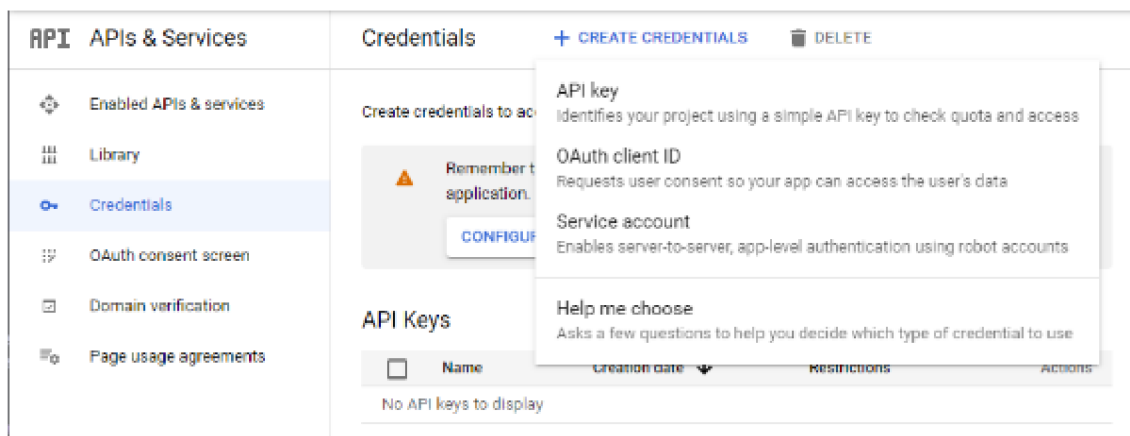 API APIs & Services
Enabled APIs & services
Library
Credentials
OAuth consent screen
Domain verification
Page usage agreements
Credentials
+ CREATE CREDENTIALS
DELETE
API key
Identifies your project using a simple API key to check quota and access
OAuth client ID
Requests user consent so your app can access the user's data
Service account
Enables server-to-server, app-level authentication using robot accounts
Help me choose
Asks a few questions to help you decide which type of credential to use
Create credentials to ac
Remember t
application.
CONFIGUR
API Keys
Name Creation date Restrictions Actions
No API keys to display